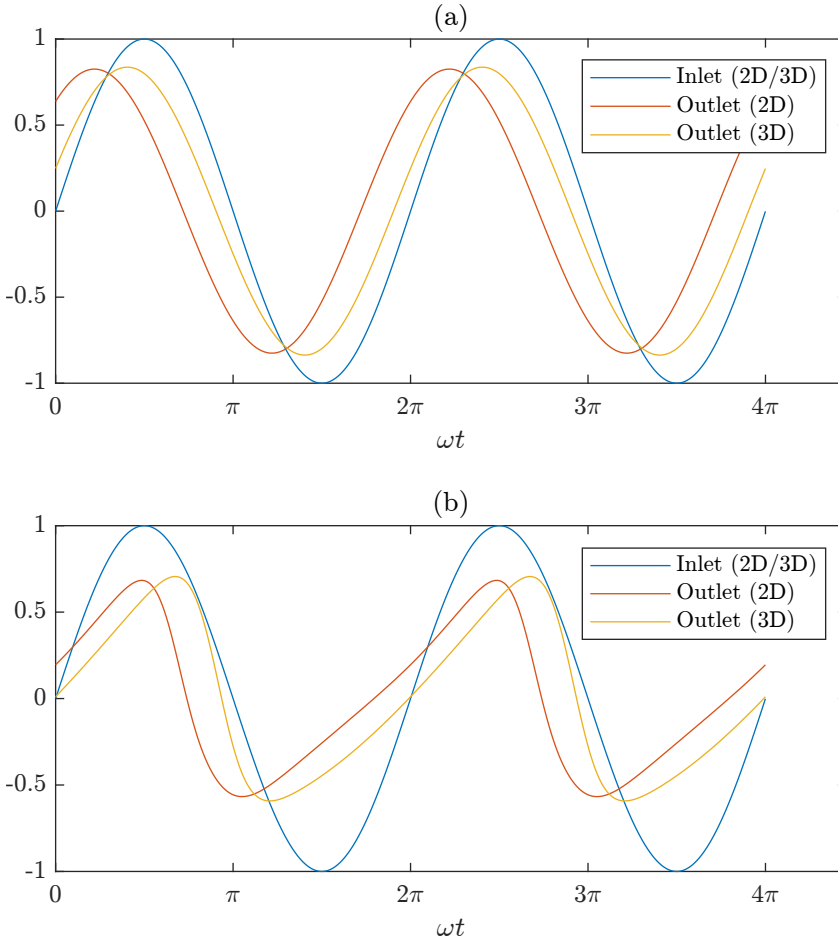 (a)
1
0.5
0
-0.5
-1
Inlet (2D/3D)
Outlet (2D)
Outlet (3D)
0 π 2π 3π 4π
ωt
(b)
1
0.5
0
-0.5
-1
Inlet (2D/3D)
Outlet (2D)
Outlet (3D)
0 π 2π 3π 4π
ωt